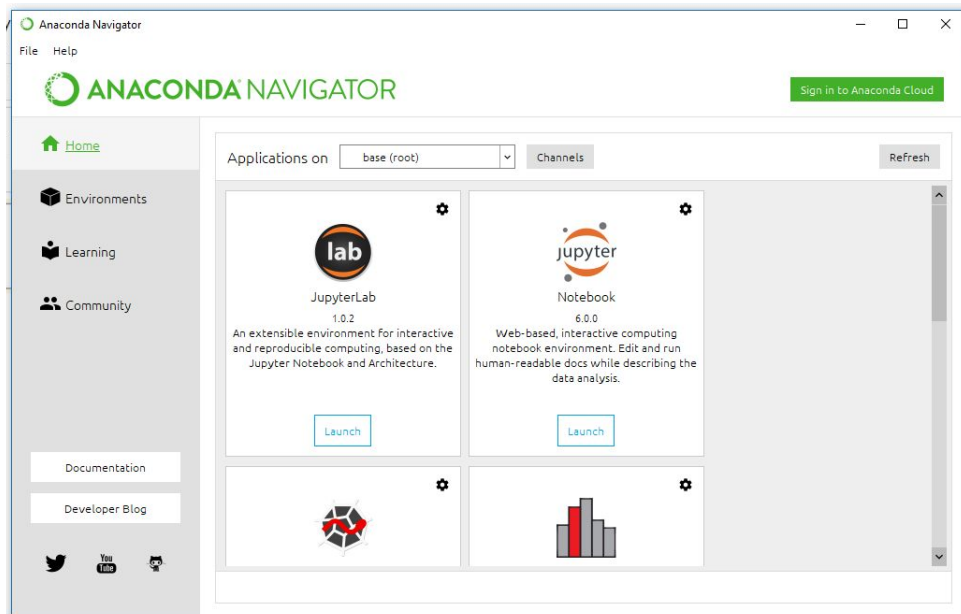 Anaconda Navigator
File Help
ANACONDA NAVIGATOR
Sign in to Anaconda Cloud
Home
Environments
Learning
Community
Documentation
Developer Blog
You
Tube
Applications on base (root) Channels Refresh
lab
JupyterLab
1.0.2
An extensible environment for interactive
and reproducible computing, based on the
Jupyter Notebook and Architecture.
Launch
jupyter
Notebook
6.0.0
Web-based, interactive computing
notebook environment. Edit and run
human-readable docs while describing the
data analysis.
Launch